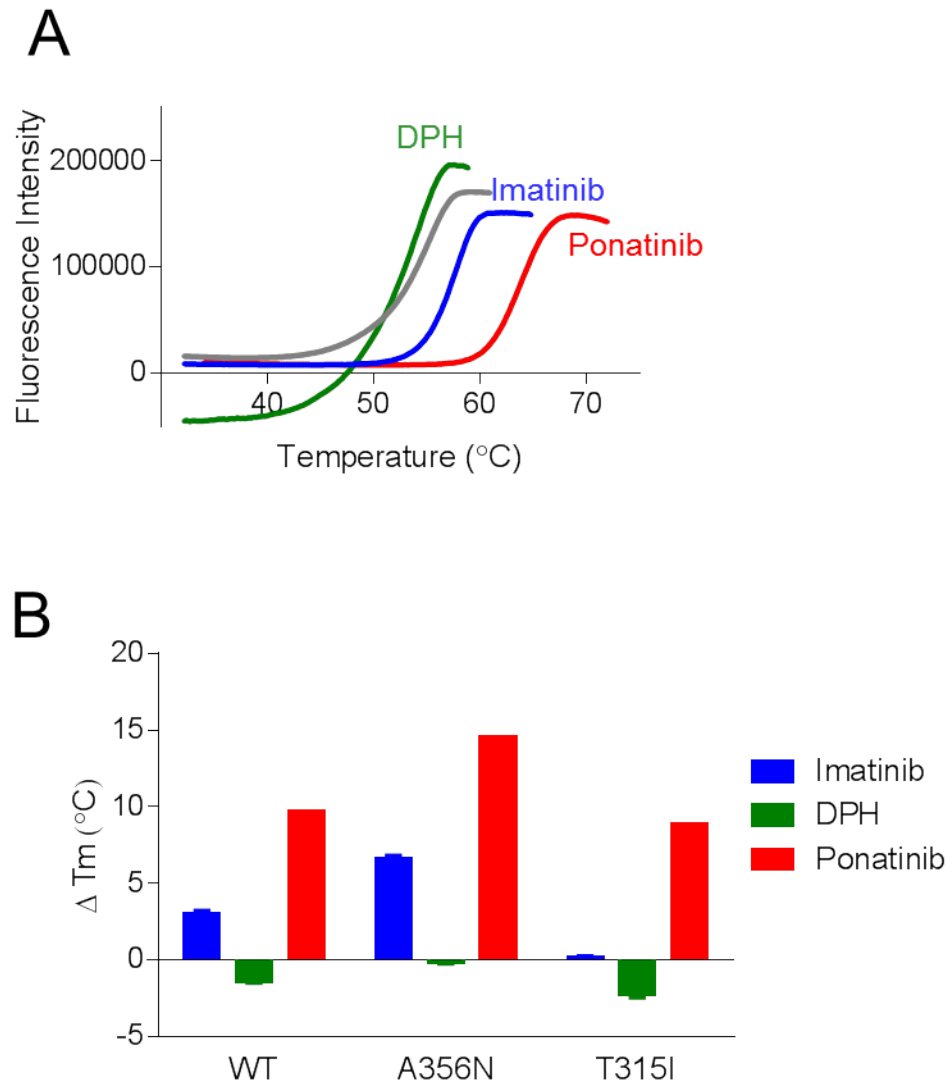 A
Fluorescence Intensity
200000
100000
0
DPH
Imatinib
Ponatinib
40 50 60 70
Temperature (°C)
B
Δ Tm (°C)
20
15
10
5
0
-5
WT A356N T315I
Imatinib
DPH
Ponatinib